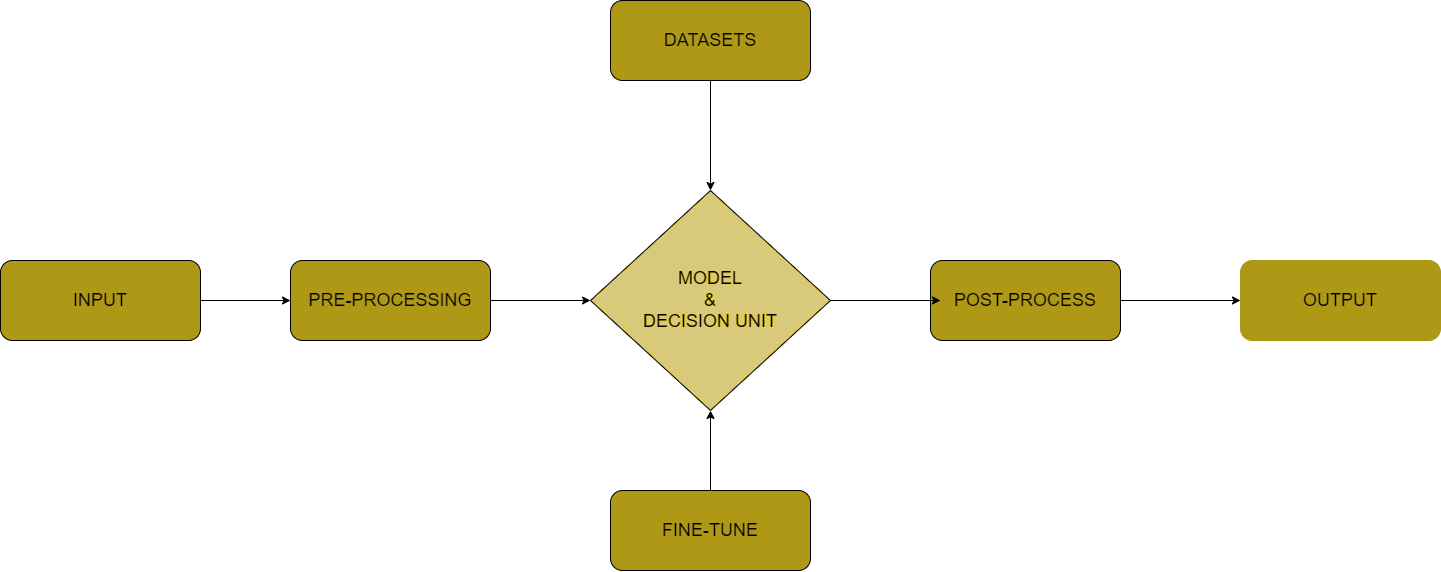 DATASETS
INPUT
PRE-PROCESSING
MODEL
&
DECISION UNIT
POST-PROCESS
OUTPUT
FINE-TUNE